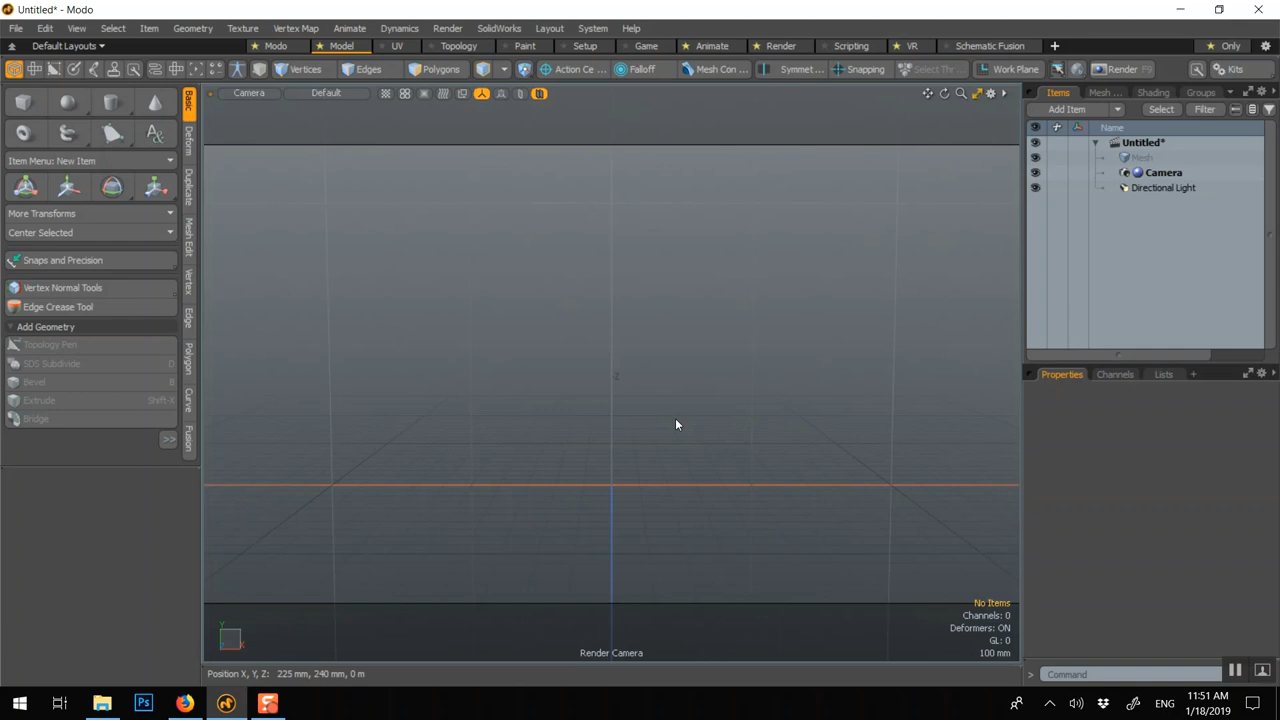 Untitled* - Modo
File Edit View Select Item Geometry Texture Vertex Map Animate Dynamics Render SolidWorks Layout System Help
Default Layouts Modo Model UV Topology Paint Setup Game Animate Render Scripting VR Schematic Fusion + Only
Vertices Edges Polygons Action Ce ... Falloff Mesh Con ... Symmet ... Snapping Select Thr ... Work Plane Render F9 Kits
Camera Default
Items Mesh ... Shading Groups
Add Item Select Filter
Name
Untitled*
Mesh
Camera
Directional Light
Basic
Deform
Duplicate
Mesh Edit
Vertex
Edge
Polygon
Curve
Fusion
Item Menu: New Item
More Transforms
Center Selected
Snaps and Precision
Vertex Normal Tools
Edge Crease Tool
Add Geometry
Topology Pen
SDS Subdivide D
Bevel B
Extrude Shift-X
Bridge
>>
Z
Properties Channels Lists +
No Items
Channels: 0
Deformers: ON
GL: 0
100 mm
Render Camera
Y
X
Position X, Y, Z: 225 mm, 240 mm, 0 m
> Command
Ps
ENG
11:51 AM
1/18/2019